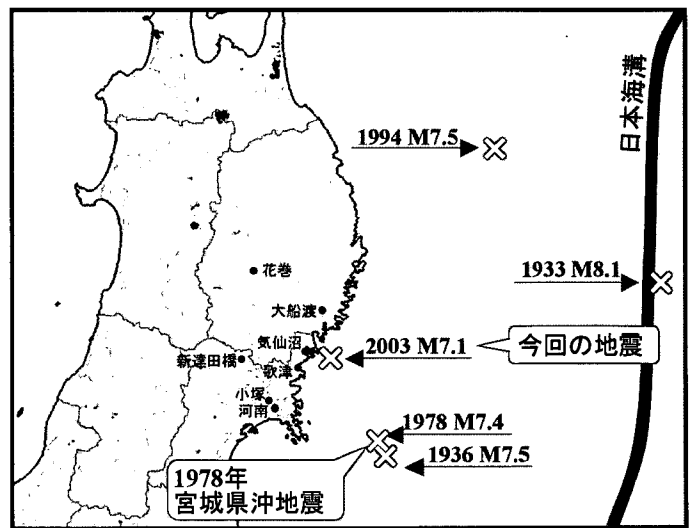 日本海溝
1994 M7.5
1933 M8.1
花巻
大船渡
気仙沼
2003 M7.1
今回の地震
新達田橋
歌津
小塚
河南
1978 M7.4
1936 M7.5
1978年
宮城県沖地震